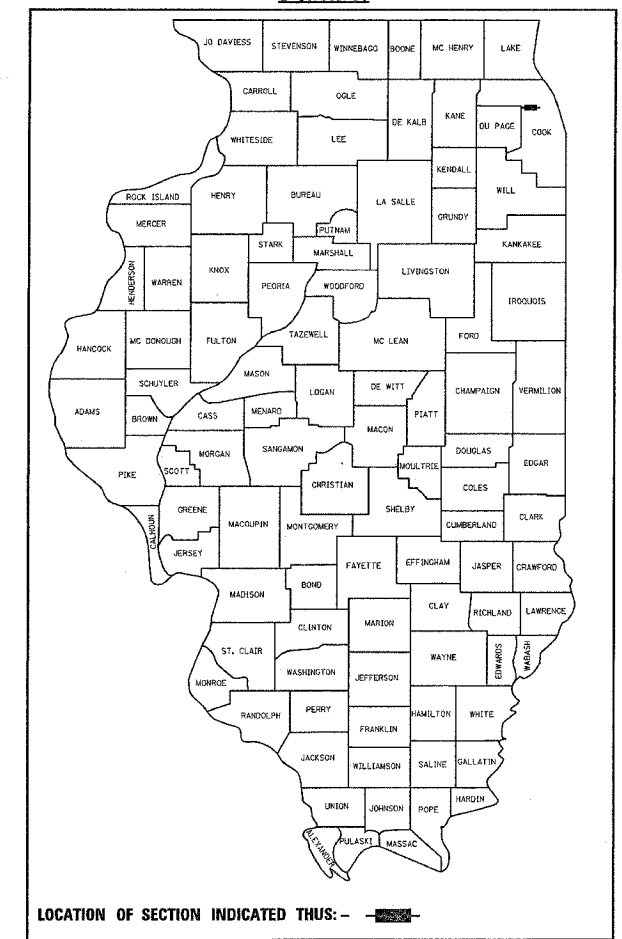 JO DAVIESS
STEVENSON
WINNEBAGO
BOONE
MC HENRY
LAKE
CARROLL
OGLE
DE KALB
KANE
DU PAGE
COOK
WHITESIDE
LEE
KENDALL
WILL
ROCK ISLAND
HENRY
BUREAU
LA SALLE
GRUNDY
MERCER
PUTNAM
KANKAKEE
STARK
MARSHALL
HENDERSON
WARREN
KNOX
PEORIA
WOODFORD
LIVINGSTON
IROQUOIS
HANCOCK
MC DONOUGH
FULTON
TAZEWELL
MC LEAN
FORD
MASON
SCHUYLER
LOGAN
DE WITT
CHAMPAIGN
VERMILION
ADAMS
BROWN
CASS
MENARD
MACON
PIATT
DOUGLAS
MORGAN
SANGAMON
MOULTRIE
EDGAR
PIKE
SCOTT
CHRISTIAN
COLES
GREENE
MACOUPIN
MONTGOMERY
SHELBY
CUMBERLAND
CLARK
CALHOUN
JERSEY
FAYETTE
EFFINGHAM
JASPER
CRAWFORD
MADISON
BOND
CLAY
RICHLAND
LAWRENCE
CLINTON
MARION
ST. CLAIR
WAYNE
EDWARDS
WABASH
WASHINGTON
JEFFERSON
MONROE
RANDOLPH
PERRY
HAMILTON
WHITE
FRANKLIN
JACKSON
WILLIAMSON
SALINE
GALLATIN
UNION
JOHNSON
POPE
HARDIN
ALEXANDER
PULASKI
MASSAC
LOCATION OF SECTION INDICATED THUS: -